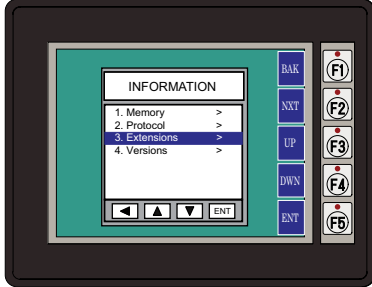 INFORMATION
1. Memory >
2. Protocol >
3. Extensions >
4. Versions >
ENT
BAK
NXT
UP
DWN
ENT
F1
F2
F3
F4
F5